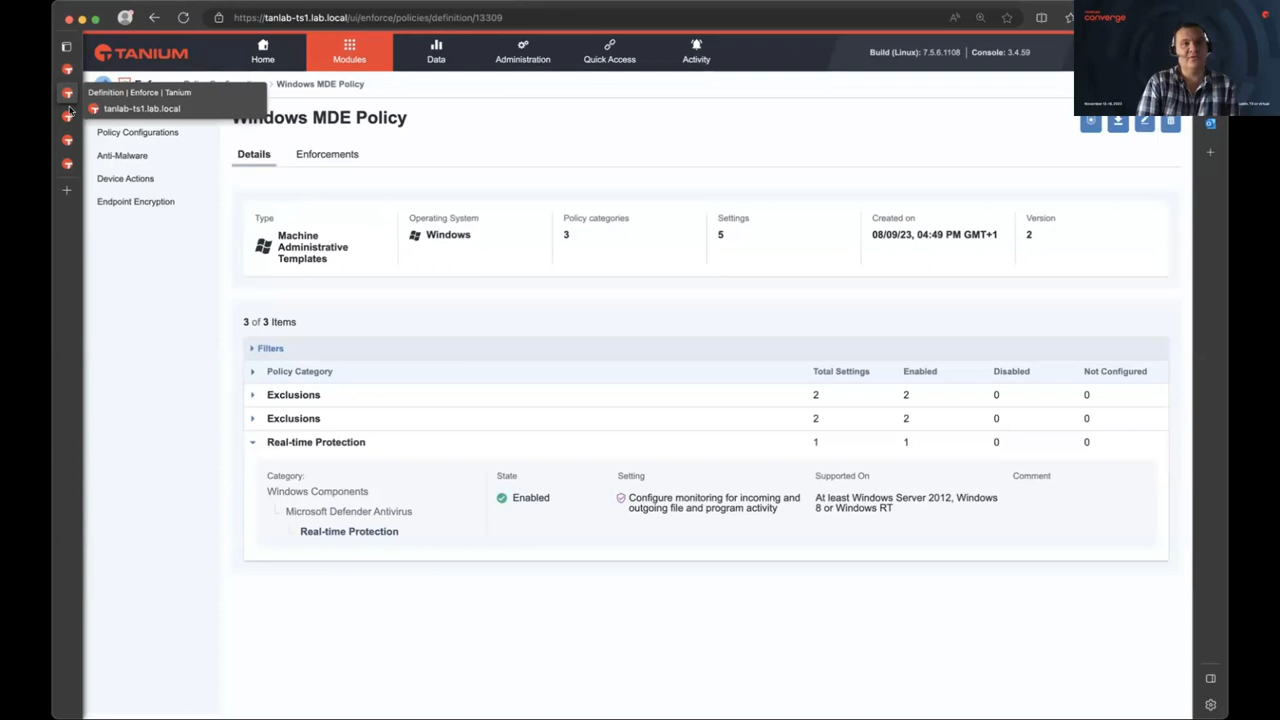 https://tanlab-ts1.lab.local/ui/enforce/policies/definition/13309
TANIUM
Home
Modules
Data
Administration
Quick Access
Activity
Build (Linux): 7.5.6.1108
Console: 3.4.59
converge
Windows MDE Policy
Definition | Enforce | Tanium
tanlab-ts1.lab.local
Windows MDE Policy
Policy Configurations
Anti-Malware
Device Actions
Endpoint Encryption
Details
Enforcements
Type
Machine
Administrative
Templates
Operating System
Windows
Policy categories
3
Settings
5
Created on
08/09/23, 04:49 PM GMT+1
Version
2
3 of 3 Items
Filters
Policy Category Total Settings Enabled Disabled Not Configured
Exclusions 2 2 0 0
Exclusions 2 2 0 0
Real-time Protection 1 1 0 0
Category:
Windows Components
Microsoft Defender Antivirus
Real-time Protection
State
Enabled
Setting
Configure monitoring for incoming and
outgoing file and program activity
Supported On
At least Windows Server 2012, Windows
8 or Windows RT
Comment